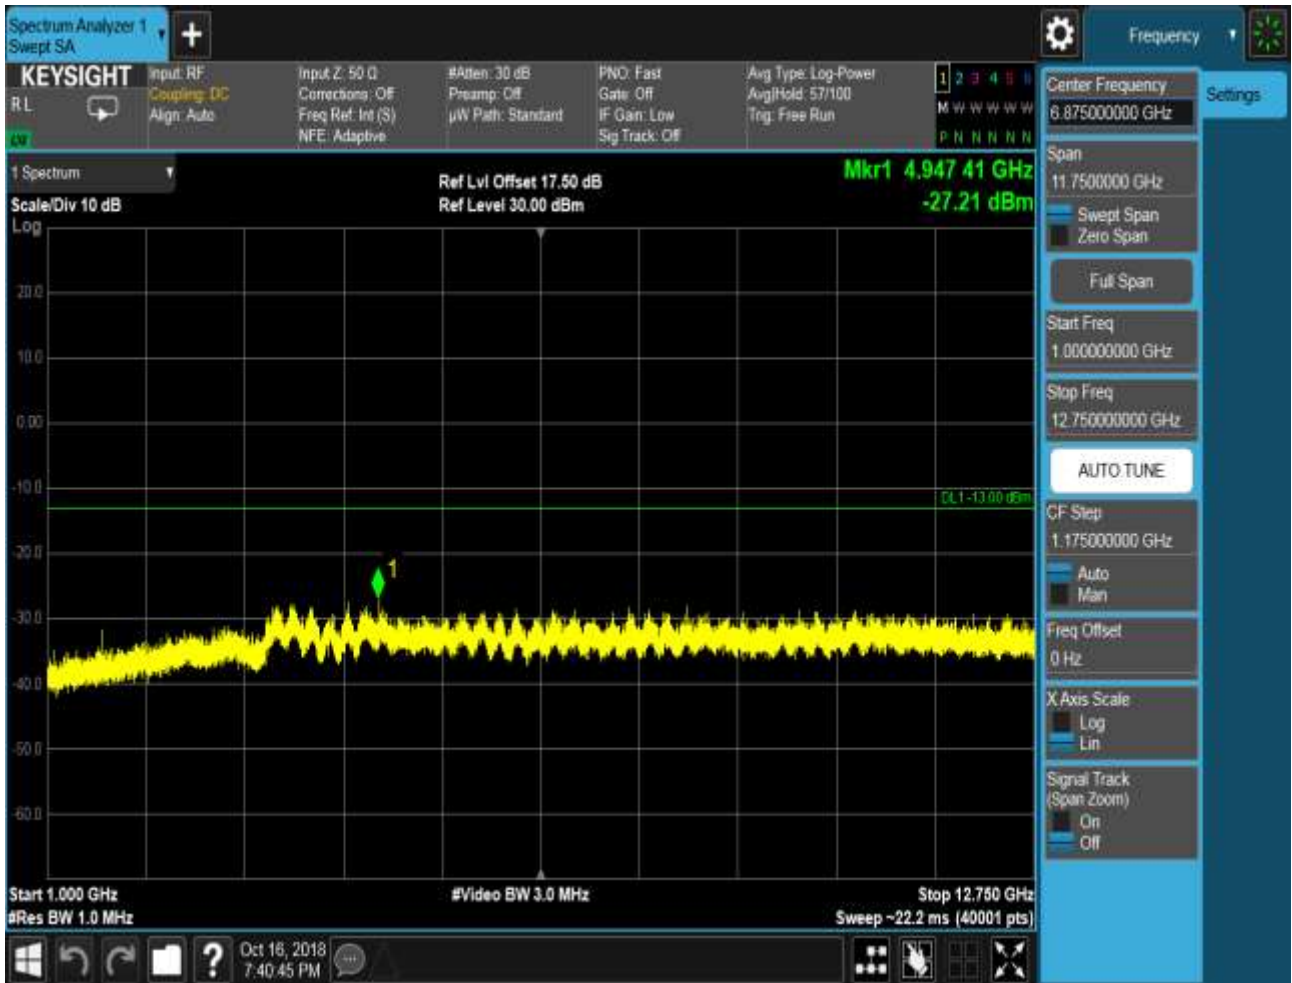 Spectrum Analyzer 1
Swept SA
+
Frequency
KEYSIGHT
R L
Input: RF
Coupling: DC
Align: Auto
Input Z: 50 Ω
Corrections: Off
Freq Ref: Int (S)
NFE: Adaptive
#Atten: 30 dB
Preamp: Off
µW Path: Standard
PNO: Fast
Gate: Off
IF Gain: Low
Sig Track: Off
Avg Type: Log-Power
Avg|Hold: 57/100
Trig: Free Run
1 2 3 4 5 6
M W W W W W
P N N N N N
1 Spectrum
Scale/Div 10 dB
Log
Ref Lvl Offset 17.50 dB
Ref Level 30.00 dBm
Mkr1 4.947 41 GHz
-27.21 dBm
20.0
10.0
0.00
-10.0
DL1 -13.00 dBm
-20.0
1
-30.0
-40.0
-50.0
-60.0
Start 1.000 GHz
#Res BW 1.0 MHz
#Video BW 3.0 MHz
Stop 12.750 GHz
Sweep ~22.2 ms (40001 pts)
Center Frequency
6.875000000 GHz
Settings
Span
11.7500000 GHz
Swept Span
Zero Span
Full Span
Start Freq
1.000000000 GHz
Stop Freq
12.750000000 GHz
AUTO TUNE
CF Step
1.175000000 GHz
Auto
Man
Freq Offset
0 Hz
X Axis Scale
Log
Lin
Signal Track
(Span Zoom)
On
Off
?
Oct 16, 2018
7:40:45 PM